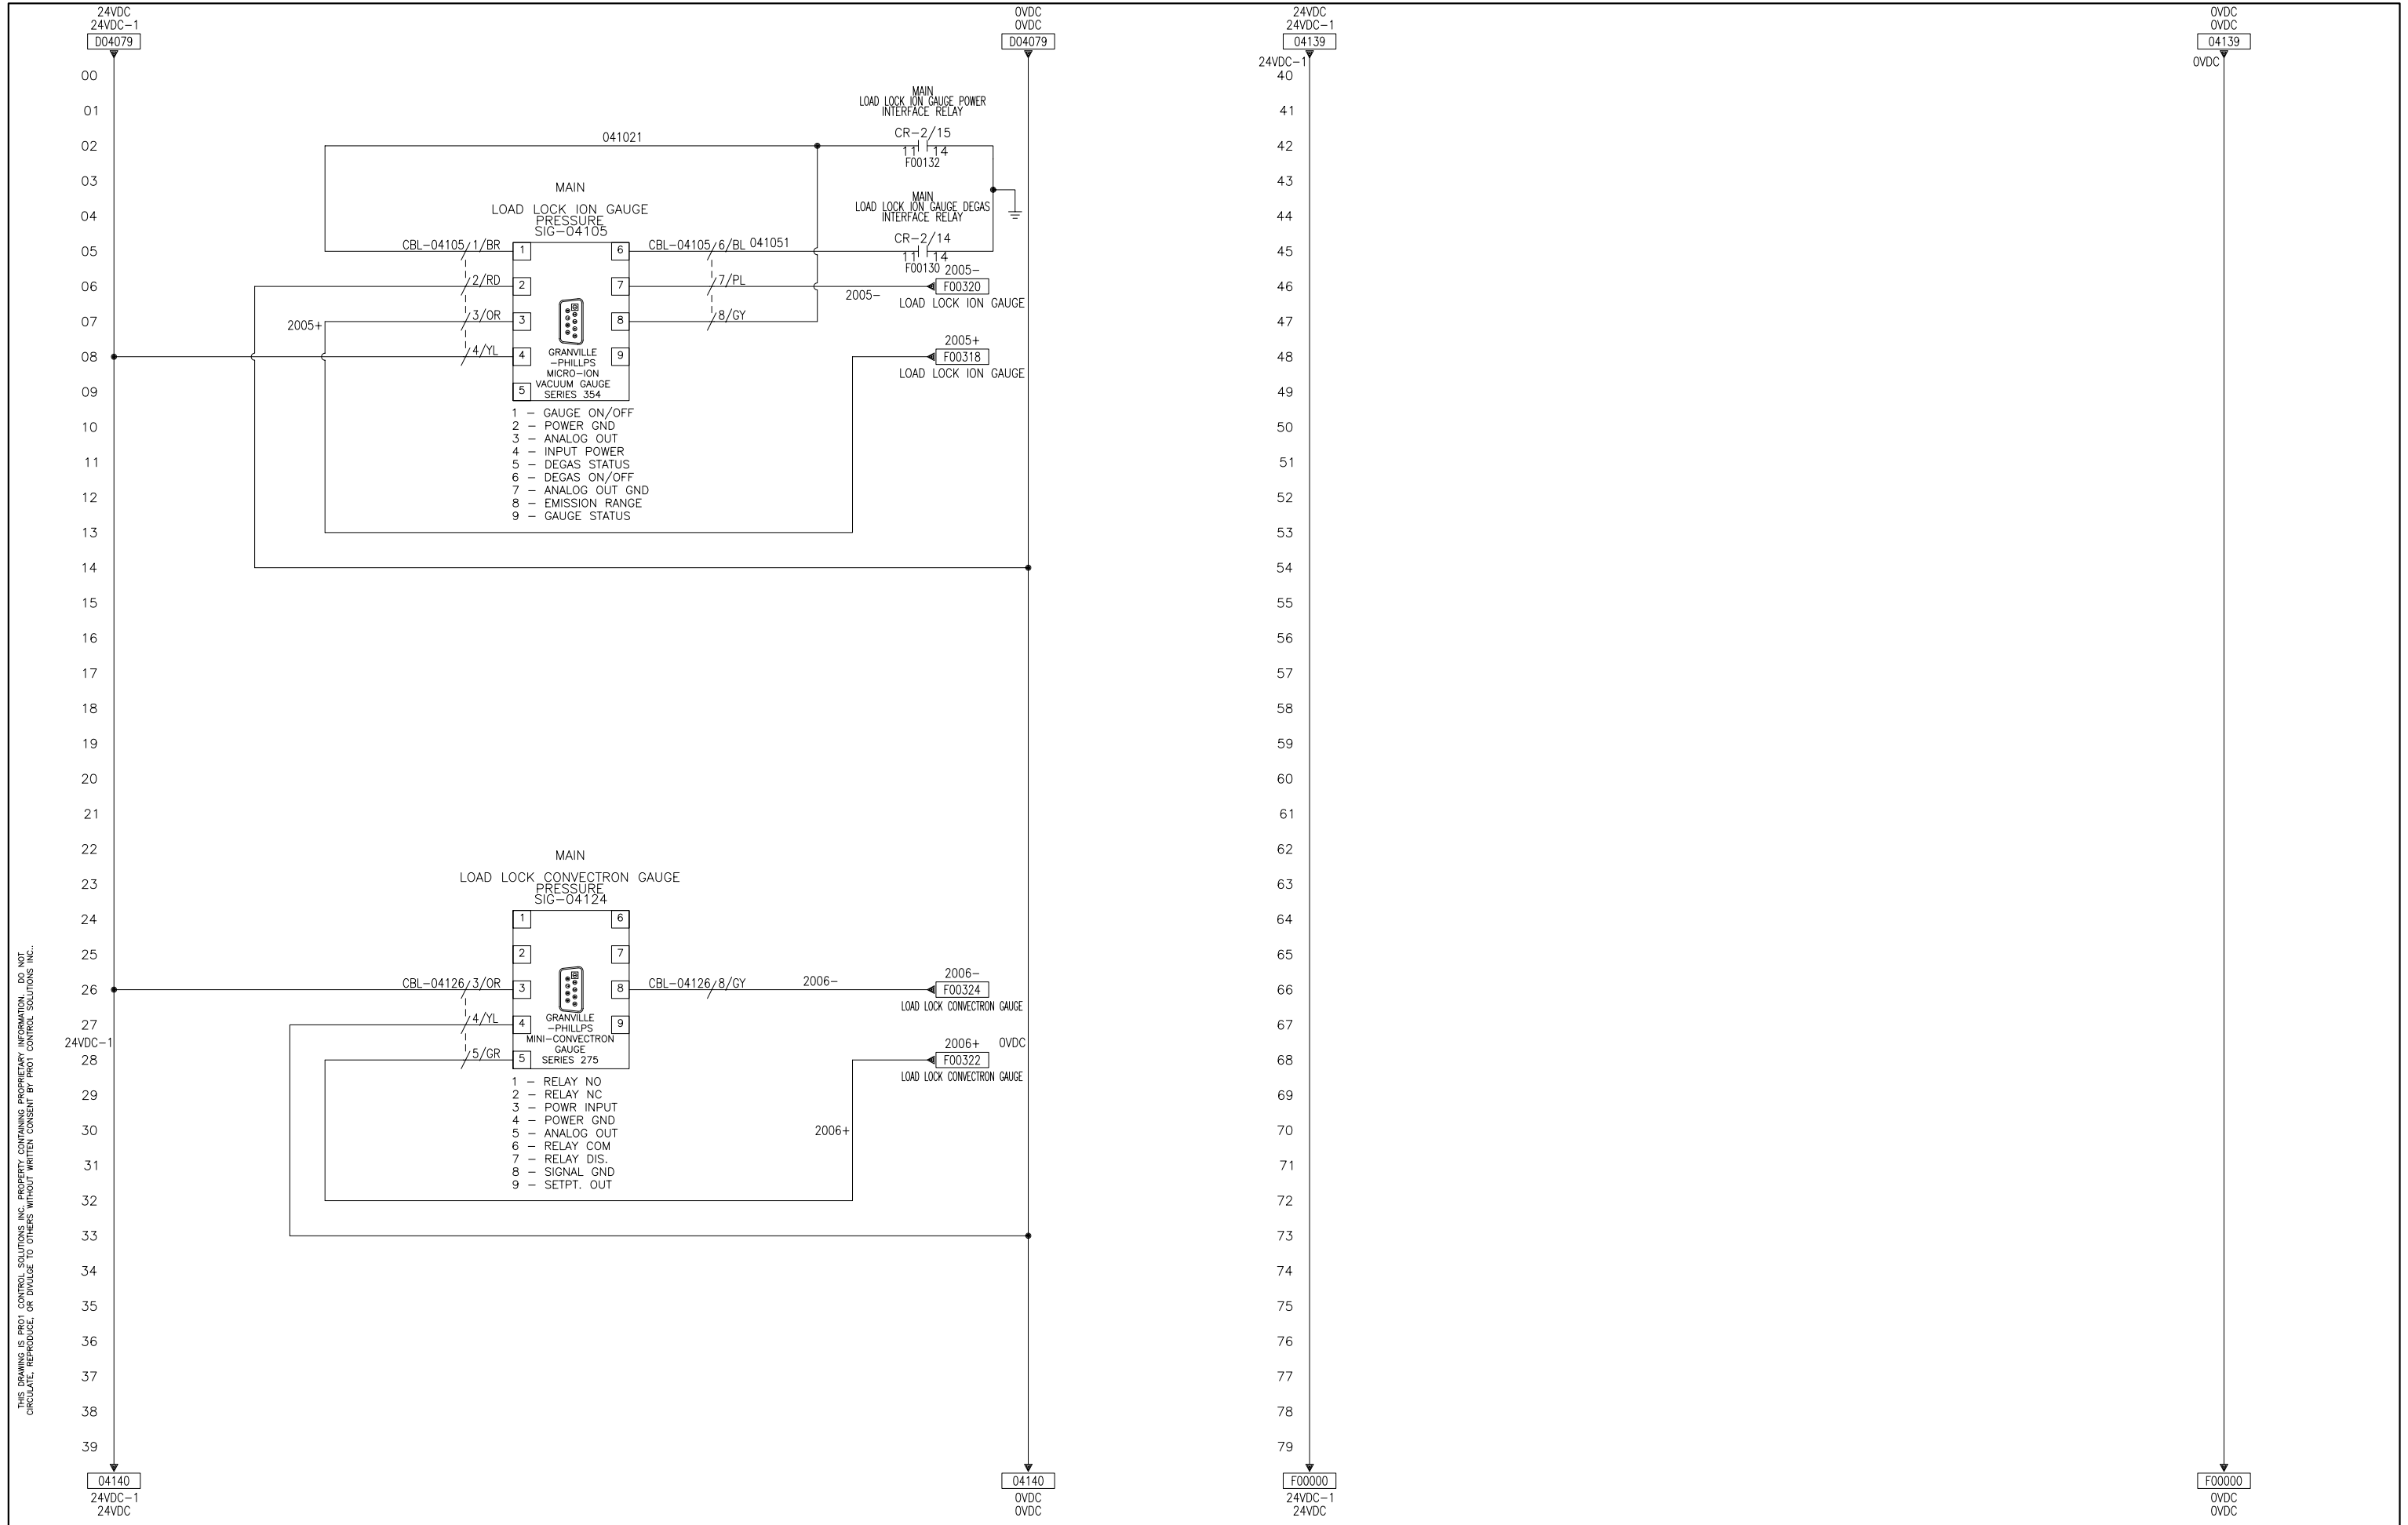 24VDC
24VDC-1
D04079
0VDC
0VDC
D04079
24VDC
24VDC-1
04139
0VDC
0VDC
04139
24VDC-1
0VDC
00
01
02
03
04
05
06
07
08
09
10
11
12
13
14
15
16
17
18
19
20
21
22
23
24
25
26
27
24VDC-1
28
29
30
31
32
33
34
35
36
37
38
39
MAIN
LOAD LOCK ION GAUGE POWER
INTERFACE RELAY
CR-2/15
11 14
F00132
041021
MAIN
LOAD LOCK ION GAUGE DEGAS
INTERFACE RELAY
CR-2/14
11 14
F00130
MAIN
LOAD LOCK ION GAUGE
PRESSURE
SIG-04105
CBL-04105/1/BR
2/RD
3/OR
4/YL
2005+
1
2
3
4
5
6
7
8
9
CBL-04105/6/BL 041051
7/PL
8/GY
2005-
2005-
F00320
LOAD LOCK ION GAUGE
2005+
F00318
LOAD LOCK ION GAUGE
GRANVILLE
-PHILLPS
MICRO-ION
VACUUM GAUGE
SERIES 354
1 - GAUGE ON/OFF
2 - POWER GND
3 - ANALOG OUT
4 - INPUT POWER
5 - DEGAS STATUS
6 - DEGAS ON/OFF
7 - ANALOG OUT GND
8 - EMISSION RANGE
9 - GAUGE STATUS
MAIN
LOAD LOCK CONVECTRON GAUGE
PRESSURE
SIG-04124
1
2
3
4
5
6
7
8
9
CBL-04126/3/OR
4/YL
5/GR
CBL-04126/8/GY
2006-
2006-
F00324
LOAD LOCK CONVECTRON GAUGE
2006+
0VDC
F00322
LOAD LOCK CONVECTRON GAUGE
2006+
GRANVILLE
-PHILLPS
MINI-CONVECTRON
GAUGE
SERIES 275
1 - RELAY NO
2 - RELAY NC
3 - POWR INPUT
4 - POWER GND
5 - ANALOG OUT
6 - RELAY COM
7 - RELAY DIS.
8 - SIGNAL GND
9 - SETPT. OUT
40
41
42
43
44
45
46
47
48
49
50
51
52
53
54
55
56
57
58
59
60
61
62
63
64
65
66
67
68
69
70
71
72
73
74
75
76
77
78
79
04140
24VDC-1
24VDC
04140
0VDC
0VDC
F00000
24VDC-1
24VDC
F00000
0VDC
0VDC
THIS DRAWING IS PRO1 CONTROL SOLUTIONS INC. PROPERTY CONTAINING PROPRIETARY INFORMATION. DO NOT
CIRCULATE, REPRODUCE, OR DIVULGE TO OTHERS WITHOUT WRITTEN CONSENT BY PRO1 CONTROL SOLUTIONS INC..